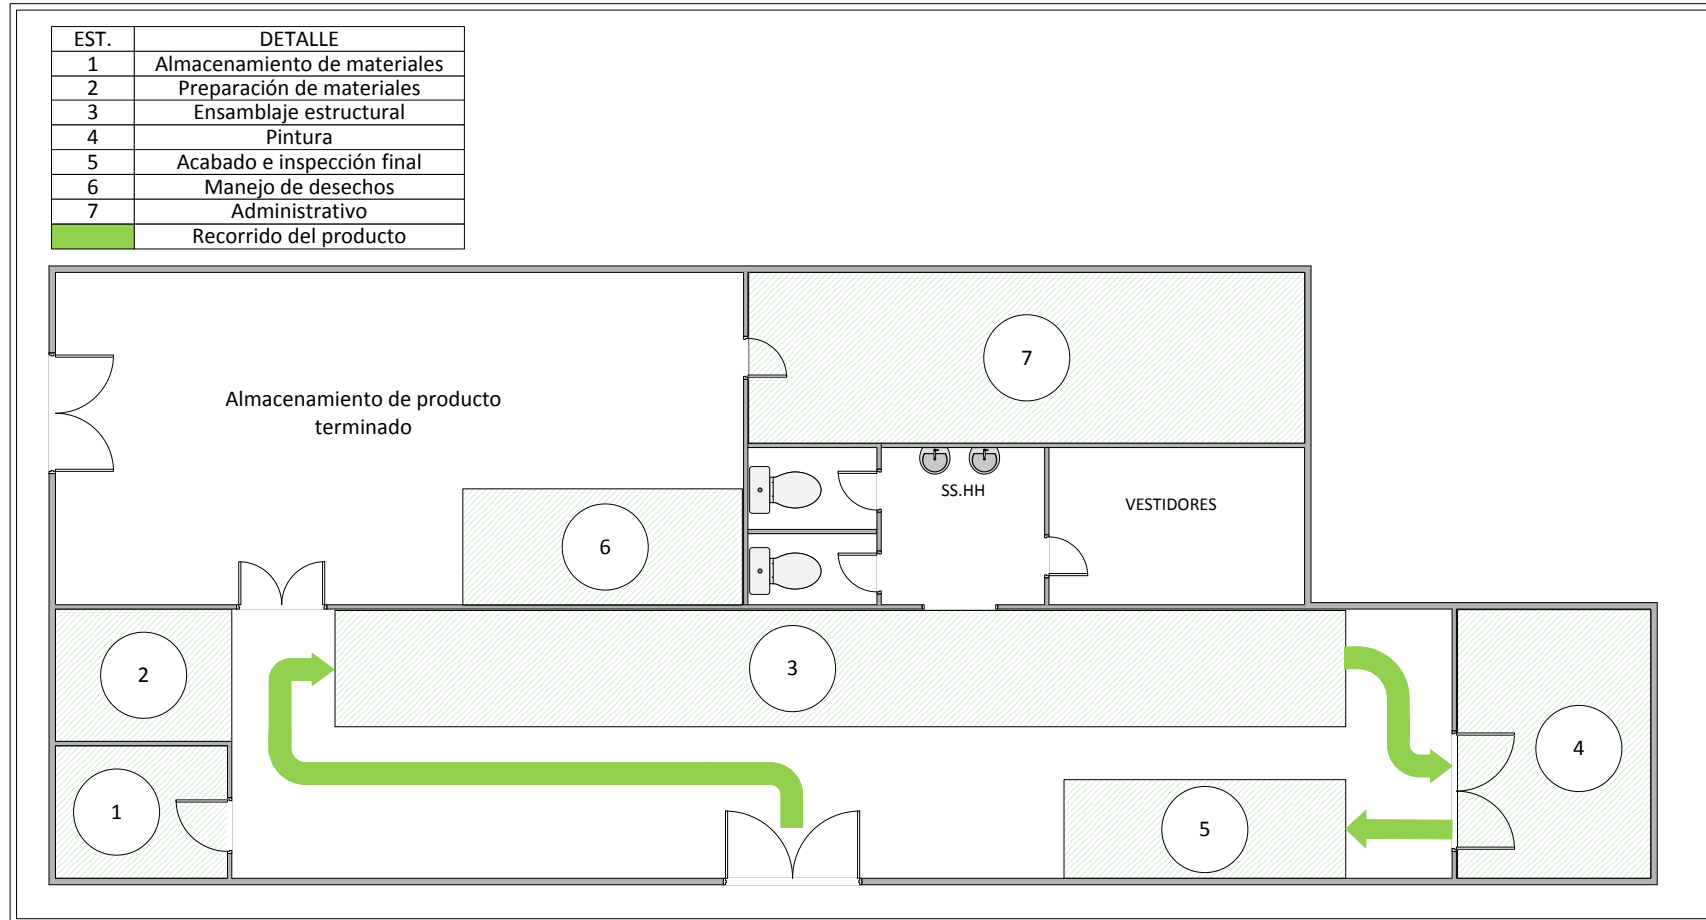 EST. DETALLE
1 Almacenamiento de materiales
2 Preparación de materiales
3 Ensamblaje estructural
4 Pintura
5 Acabado e inspección final
6 Manejo de desechos
7 Administrativo
Recorrido del producto
7
Almacenamiento de producto
terminado
SS.HH
VESTIDORES
6
2
3
4
1
5